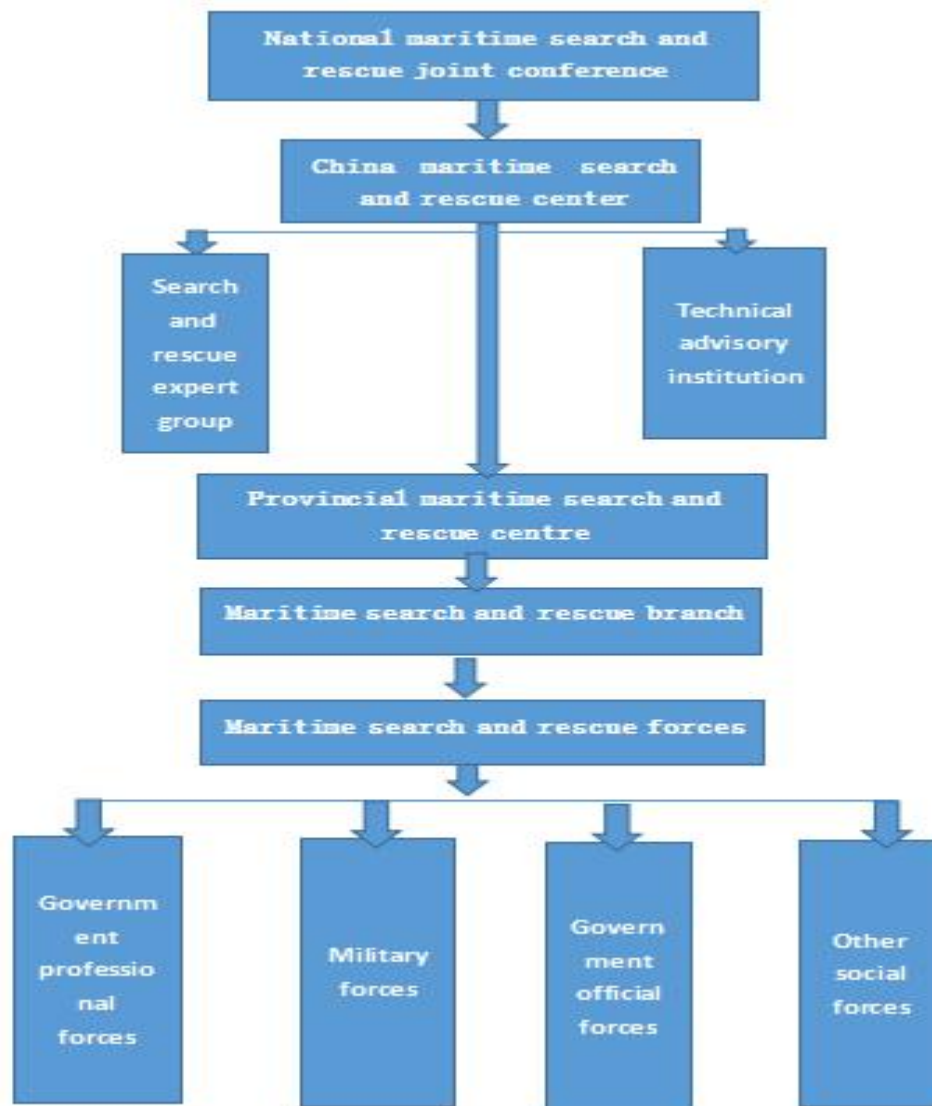 National maritime search and
rescue joint conference
China maritime search
and rescue center
Search
and
rescue
expert
group
Technical
advisory
institution
Provincial maritime search and
rescue centre
Maritime search and rescue branch
Maritime search and rescue forces
Governm
ent
professio
nal
forces
Military
forces
Govern
ment
official
forces
Other
social
forces